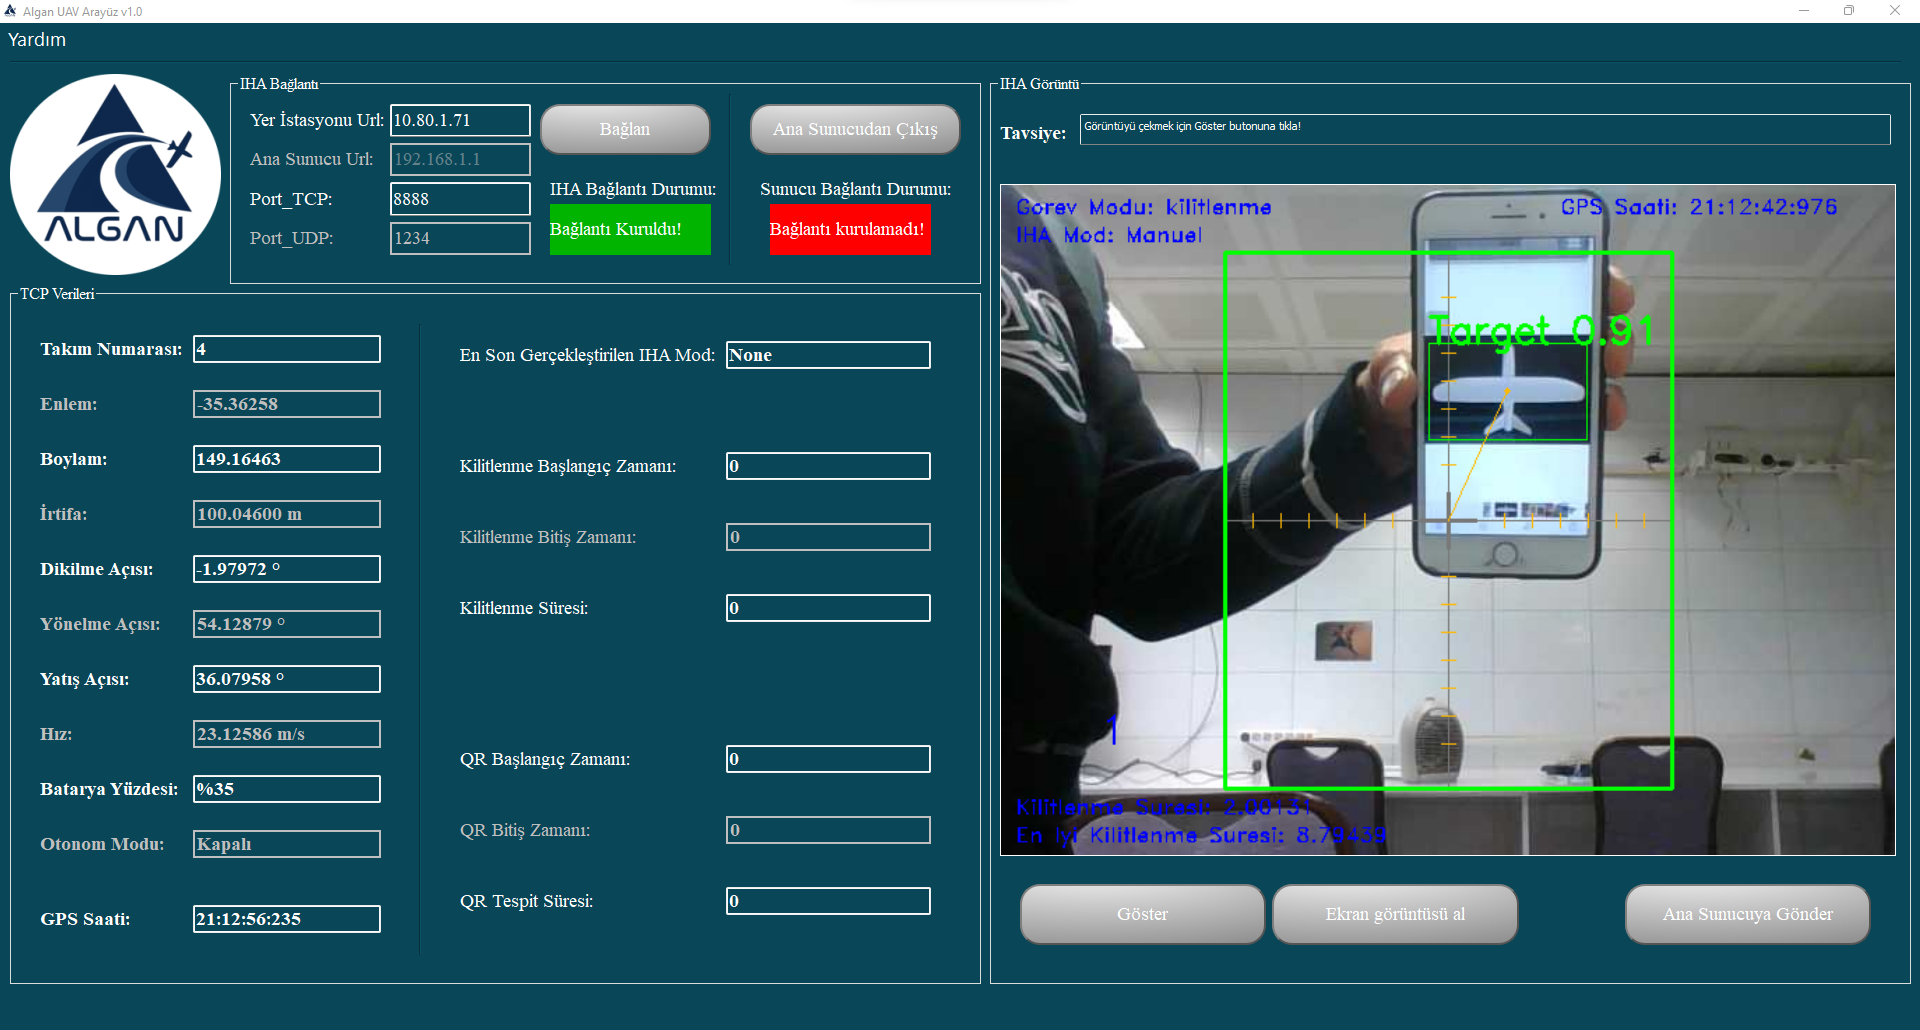 Algan UAV Arayüz v1.0
Yardım
ALGAN
IHA Bağlantı
Yer İstasyonu Url: 10.80.1.71
Ana Sunucu Url: 192.168.1.1
Port_TCP: 8888
Port_UDP: 1234
Bağlan
Ana Sunucudan Çıkış
IHA Bağlantı Durumu:
Bağlantı Kuruldu!
Sunucu Bağlantı Durumu:
Bağlantı kurulamadı!
TCP Verileri
Takım Numarası: 4
Enlem: -35.36258
Boylam: 149.16463
İrtifa: 100.04600 m
Dikilme Açısı: -1.97972 °
Yönelme Açısı: 54.12879 °
Yatış Açısı: 36.07958 °
Hız: 23.12586 m/s
Batarya Yüzdesi: %35
Otonom Modu: Kapalı
GPS Saati: 21:12:56:235
En Son Gerçekleştirilen IHA Mod: None
Kilitlenme Başlangıç Zamanı: 0
Kilitlenme Bitiş Zamanı: 0
Kilitlenme Süresi: 0
QR Başlangıç Zamanı: 0
QR Bitiş Zamanı: 0
QR Tespit Süresi: 0
IHA Görüntü
Tavsiye: Görüntüyü çekmek için Göster butonuna tıkla!
Gorev Modu: kilitlenme
GPS Saati: 21:12:42:976
IHA Mod: Manuel
Target 0.91
1
Kilitlenme Suresi: 2.00131
En Iyi Kilitlenme Suresi: 8.79439
Göster
Ekran görüntüsü al
Ana Sunucuya Gönder